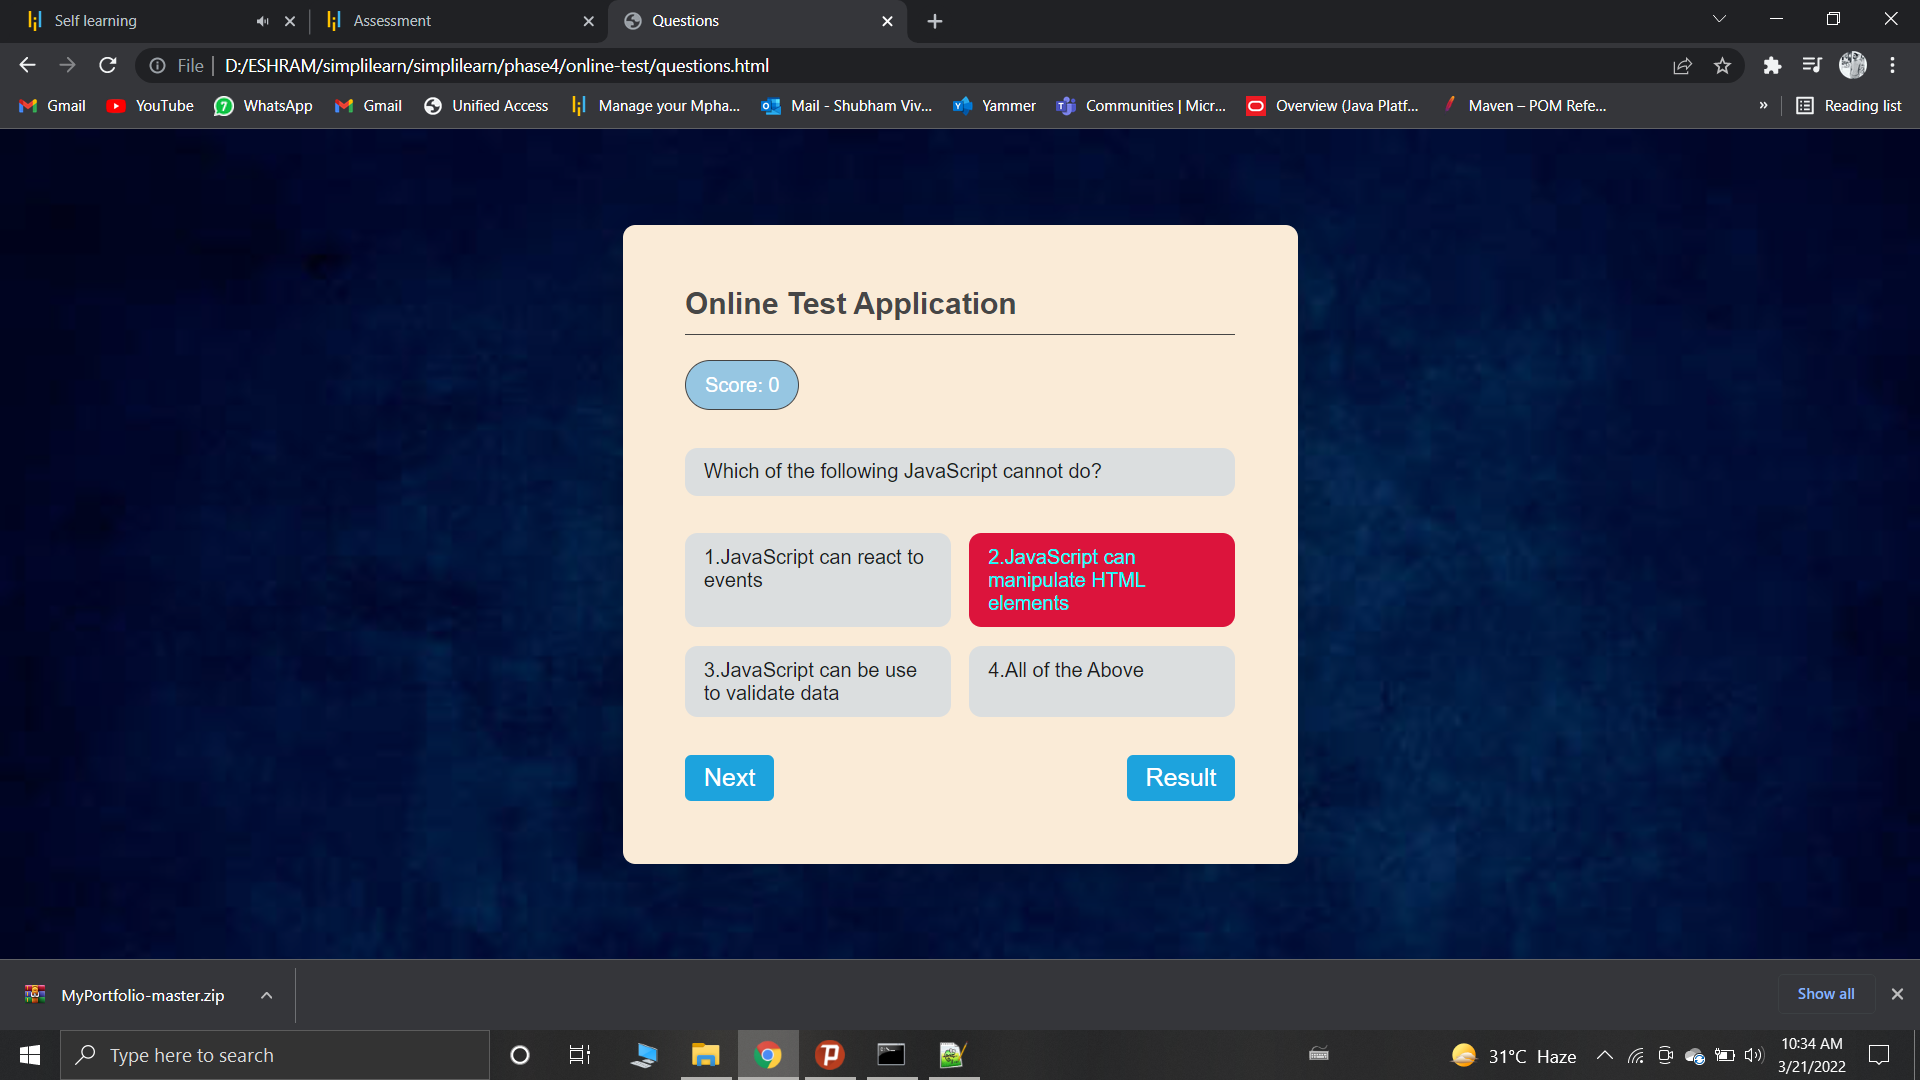 Self learning
Assessment
Questions
File
D:/ESHRAM/simplilearn/simplilearn/phase4/online-test/questions.html
Gmail
YouTube
7
WhatsApp
Gmail
Unified Access
Manage your Mpha...
Mail - Shubham Viv...
Yammer
Communities | Micr...
Overview (Java Platf...
Maven – POM Refe...
»
Reading list
Online Test Application
Score: 0
Which of the following JavaScript cannot do?
1.JavaScript can react to
events
2.JavaScript can
manipulate HTML
elements
3.JavaScript can be use
to validate data
4.All of the Above
Next
Result
MyPortfolio-master.zip
Show all
Type here to search
31°C Haze
10:34 AM
3/21/2022